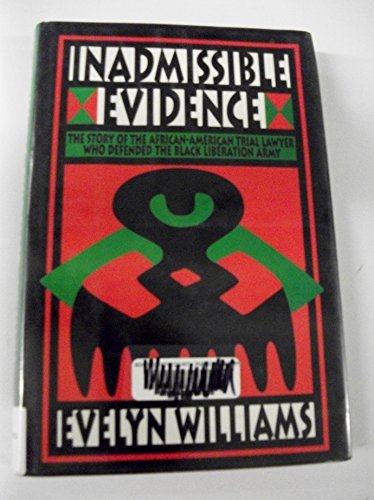 INADMISSIBLE
EVIDENCE
THE STORY OF THE AFRICAN-AMERICAN TRIAL LAWYER
WHO DEFENDED THE BLACK LIBERATION ARMY
EVELYN WILLIAMS